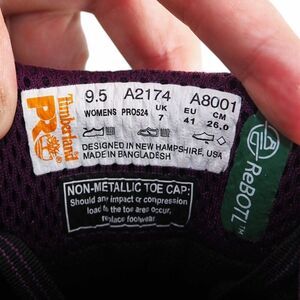 Timberland
PRO
9.5 A2174 A8001
WOMENS PRO524 UK EU CM
7 41 26.0
DESIGNED IN NEW HAMPSHIRE, USA
MADE IN BANGLADESH
ReBOTL™
NON-METALLIC TOE CAP:
Should any impact or compression
load to the toe area occur,
replace footwear.